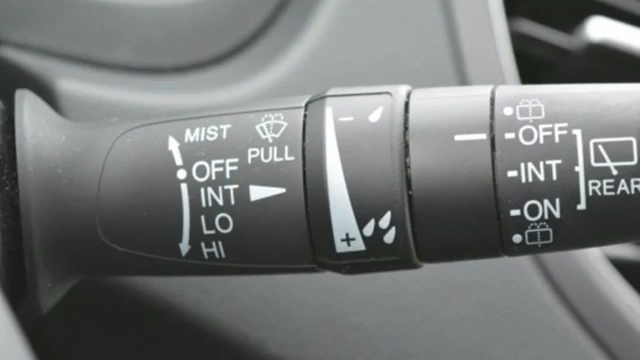 MIST
PULL
OFF
INT
LO
HI
- +
OFF
INT
ON
REAR